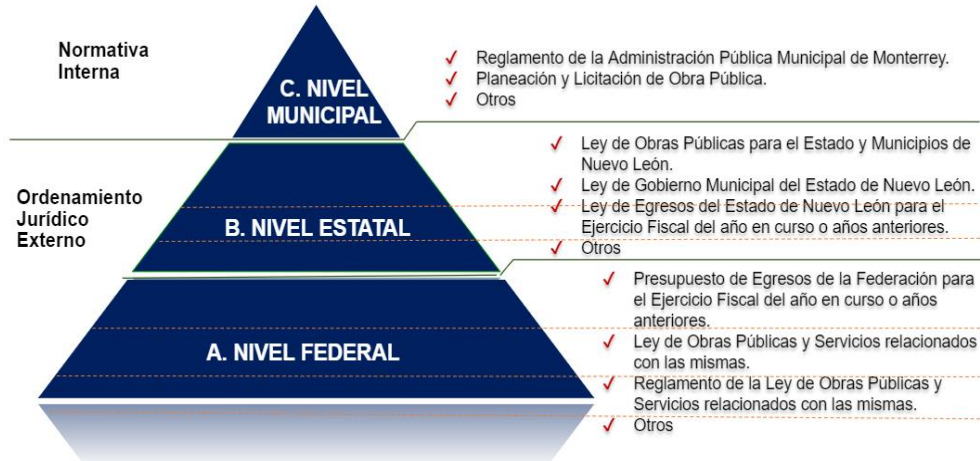 Normativa
Interna
C. NIVEL
MUNICIPAL
✓ Reglamento de la Administración Pública Municipal de Monterrey.
✓ Planeación y Licitación de Obra Pública.
✓ Otros
Ordenamiento
Jurídico
Externo
B. NIVEL ESTATAL
✓ Ley de Obras Públicas para el Estado y Municipios de
Nuevo León.
✓ Ley de Gobierno Municipal del Estado de Nuevo León.
✓ Ley de Egresos del Estado de Nuevo León para el
Ejercicio Fiscal del año en curso o años anteriores.
✓ Otros
A. NIVEL FEDERAL
✓ Presupuesto de Egresos de la Federación para
el Ejercicio Fiscal del año en curso o años
anteriores.
✓ Ley de Obras Públicas y Servicios relacionados
con las mismas.
✓ Reglamento de la Ley de Obras Públicas y
Servicios relacionados con las mismas.
✓ Otros